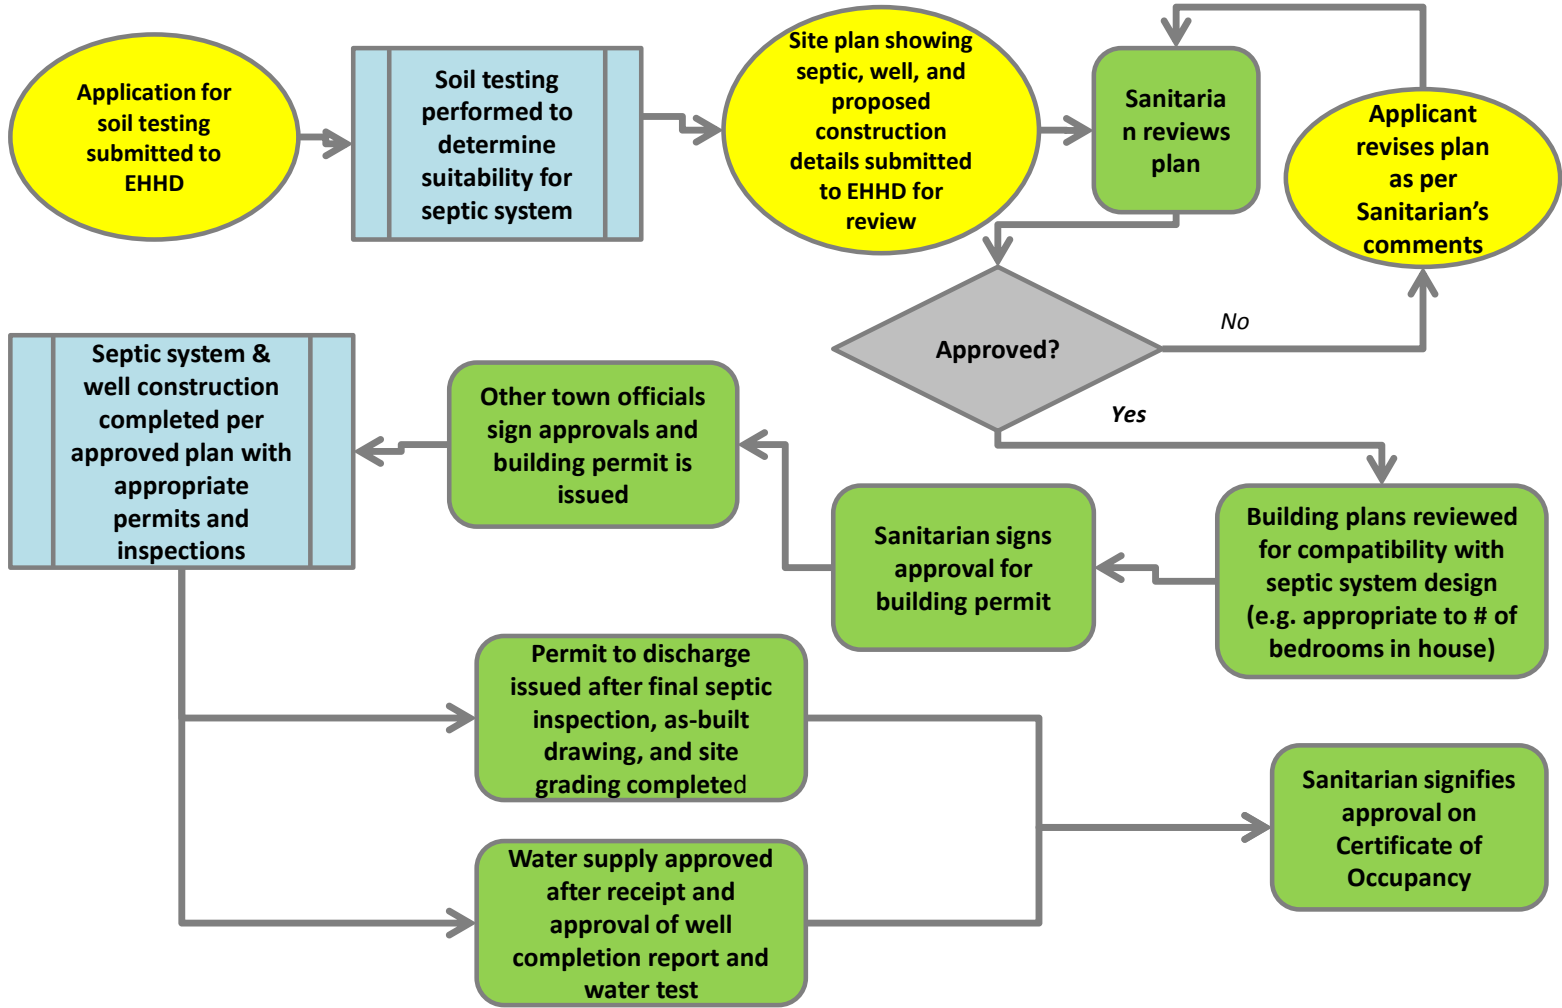 Application for
soil testing
submitted to
EHHD
Soil testing
performed to
determine
suitability for
septic system
Site plan showing
septic, well, and
proposed
construction
details submitted
to EHHD for
review
Sanitaria
n reviews
plan
Applicant
revises plan
as per
Sanitarian's
comments
Approved?
No
Yes
Building plans reviewed
for compatibility with
septic system design
(e.g. appropriate to # of
bedrooms in house)
Sanitarian signs
approval for
building permit
Other town officials
sign approvals and
building permit is
issued
Septic system &
well construction
completed per
approved plan with
appropriate
permits and
inspections
Permit to discharge
issued after final septic
inspection, as-built
drawing, and site
grading completed
Water supply approved
after receipt and
approval of well
completion report and
water test
Sanitarian signifies
approval on
Certificate of
Occupancy